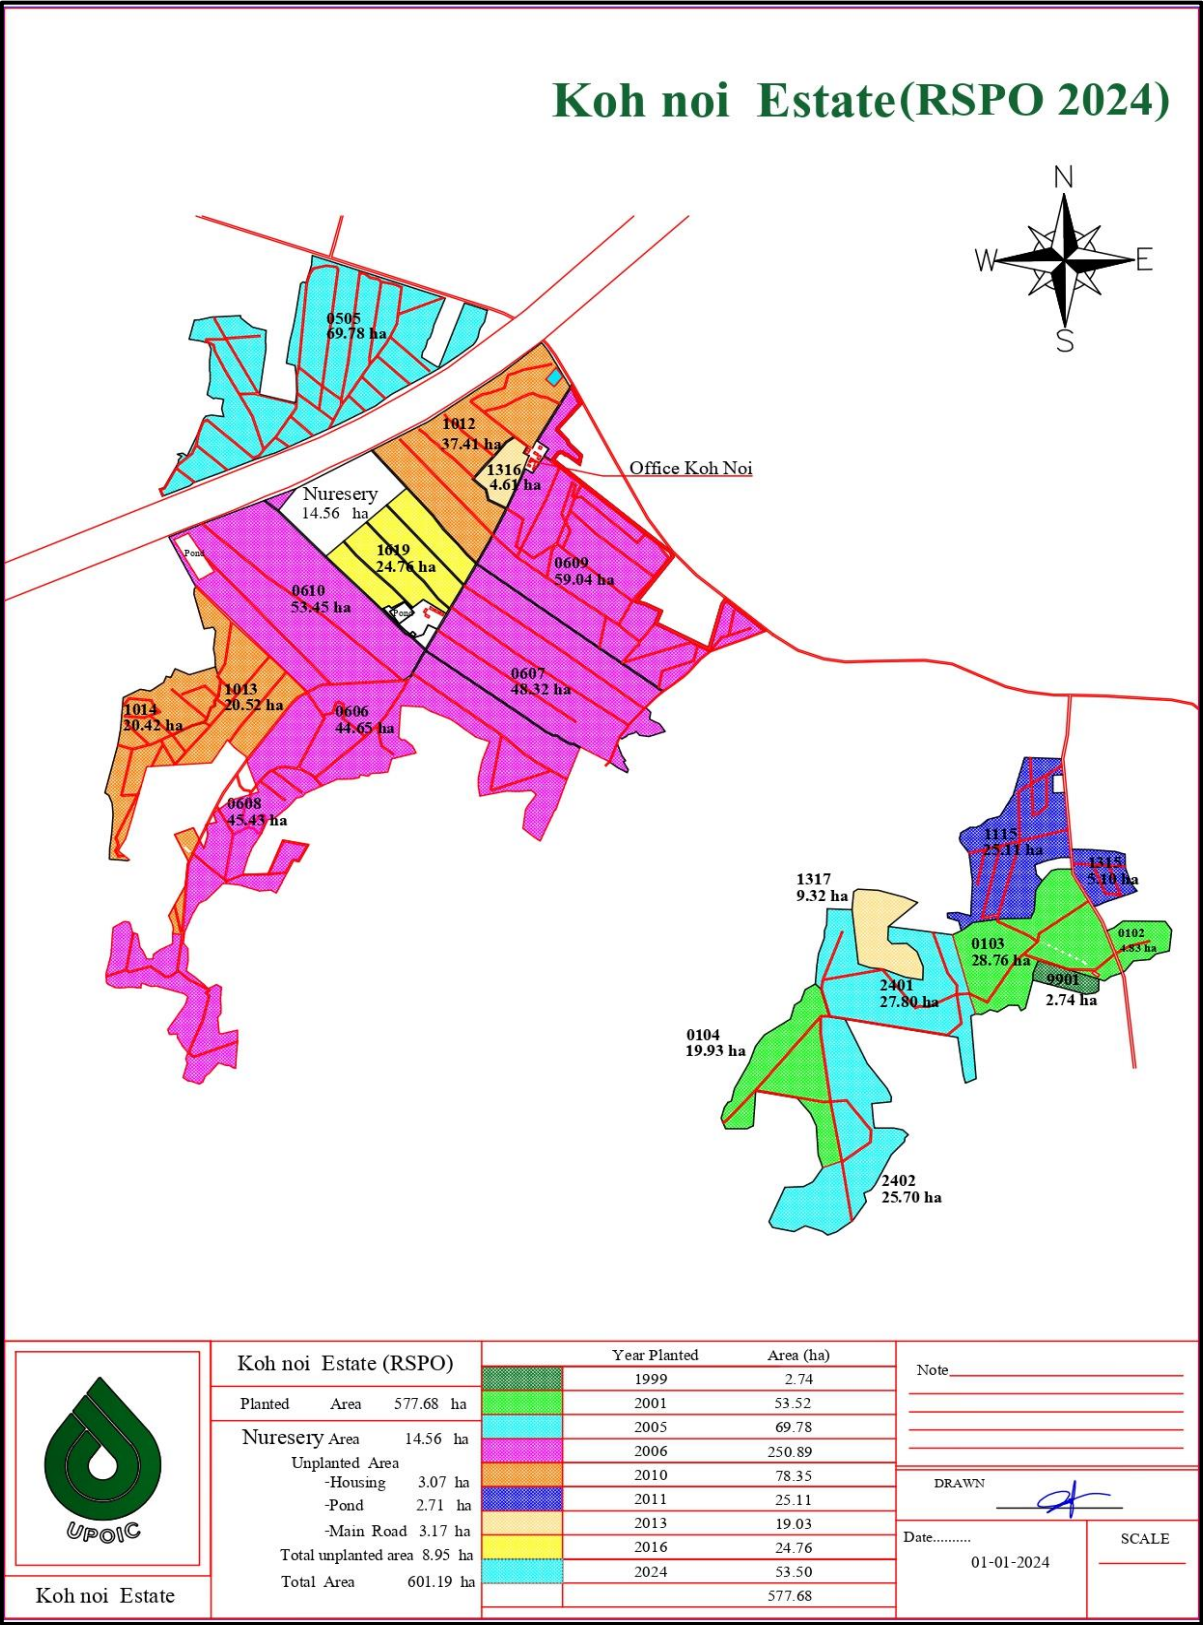 Koh noi Estate(RSPO 2024)
N
W
E
S
0505
69.78 ha
1012
37.41 ha
1316
4.61 ha
Office Koh Noi
Nuresery
14.56 ha
1619
24.76 ha
Pond
Pond
0609
59.04 ha
0610
53.45 ha
0607
48.32 ha
1013
20.52 ha
1014
20.42 ha
0606
44.65 ha
0608
45.43 ha
1115
25.11 ha
1315
5.10 ha
1317
9.32 ha
0102
4.83 ha
0103
28.76 ha
9901
2.74 ha
2401
27.80 ha
0104
19.93 ha
2402
25.70 ha
UPOIC
Koh noi Estate
Koh noi Estate (RSPO)
Planted Area 577.68 ha
Nuresery Area 14.56 ha
Unplanted Area
-Housing 3.07 ha
-Pond 2.71 ha
-Main Road 3.17 ha
Total unplanted area 8.95 ha
Total Area 601.19 ha
Year Planted Area (ha)
1999 2.74
2001 53.52
2005 69.78
2006 250.89
2010 78.35
2011 25.11
2013 19.03
2016 24.76
2024 53.50
577.68
Note
DRAWN
Date..........
01-01-2024
SCALE